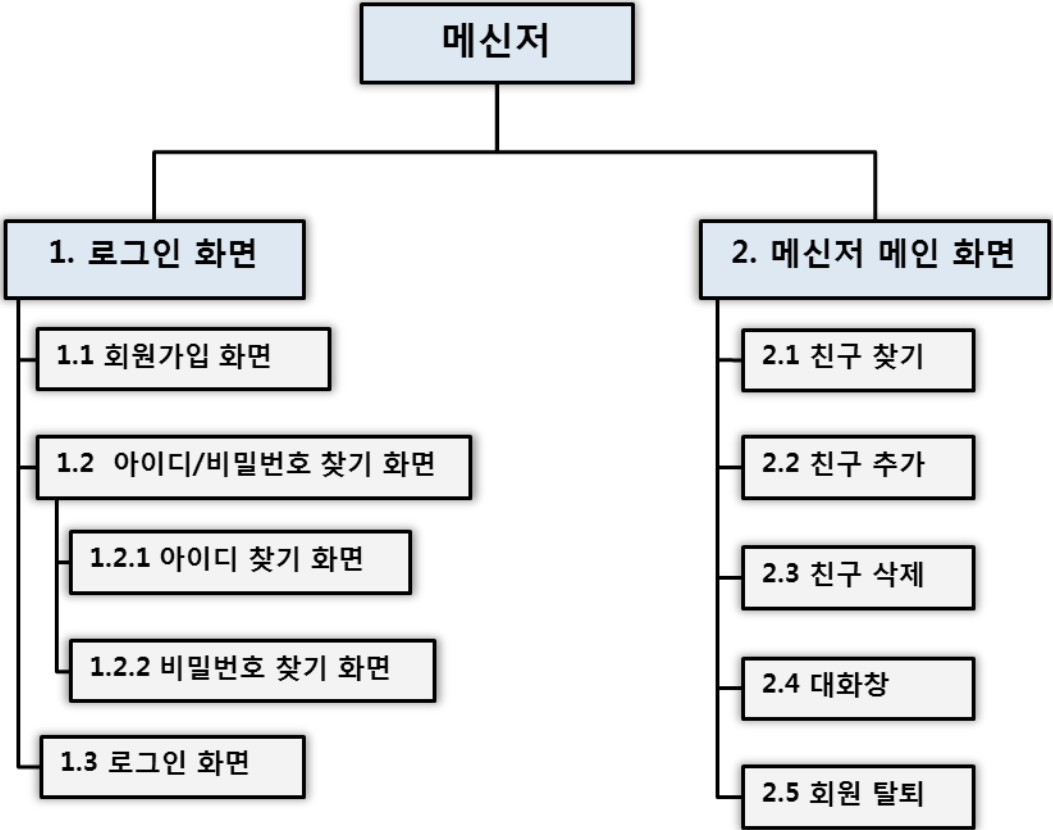 메신저
1. 로그인 화면
1.1 회원가입 화면
1.2 아이디/비밀번호 찾기 화면
1.2.1 아이디 찾기 화면
1.2.2 비밀번호 찾기 화면
1.3 로그인 화면
2. 메신저 메인 화면
2.1 친구 찾기
2.2 친구 추가
2.3 친구 삭제
2.4 대화창
2.5 회원 탈퇴